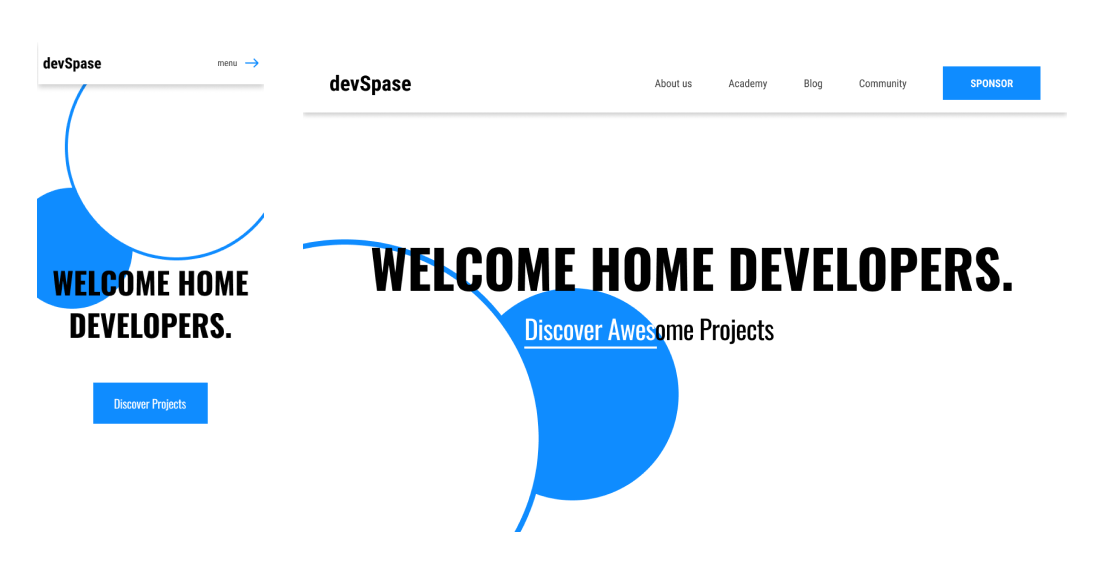 devSpase
menu
WELCOME HOME
DEVELOPERS.
Discover Projects
devSpase
About us
Academy
Blog
Community
SPONSOR
WELCOME HOME DEVELOPERS.
Discover Awesome Projects